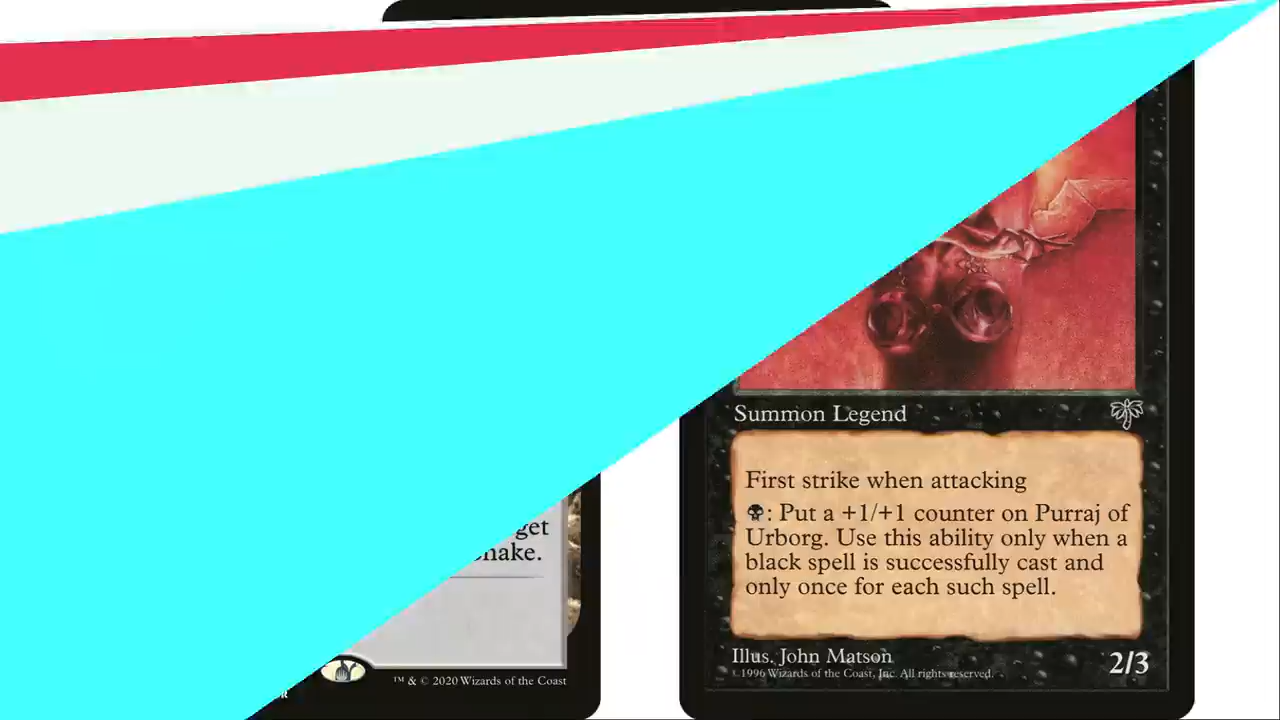 get
Snake.
™ & © 2020 Wizards of the Coast
Summon Legend
First strike when attacking
: Put a +1/+1 counter on Purraj of
Urborg. Use this ability only when a
black spell is successfully cast and
only once for each such spell.
Illus. John Matson
©1996 Wizards of the Coast, Inc. All rights reserved.
2/3